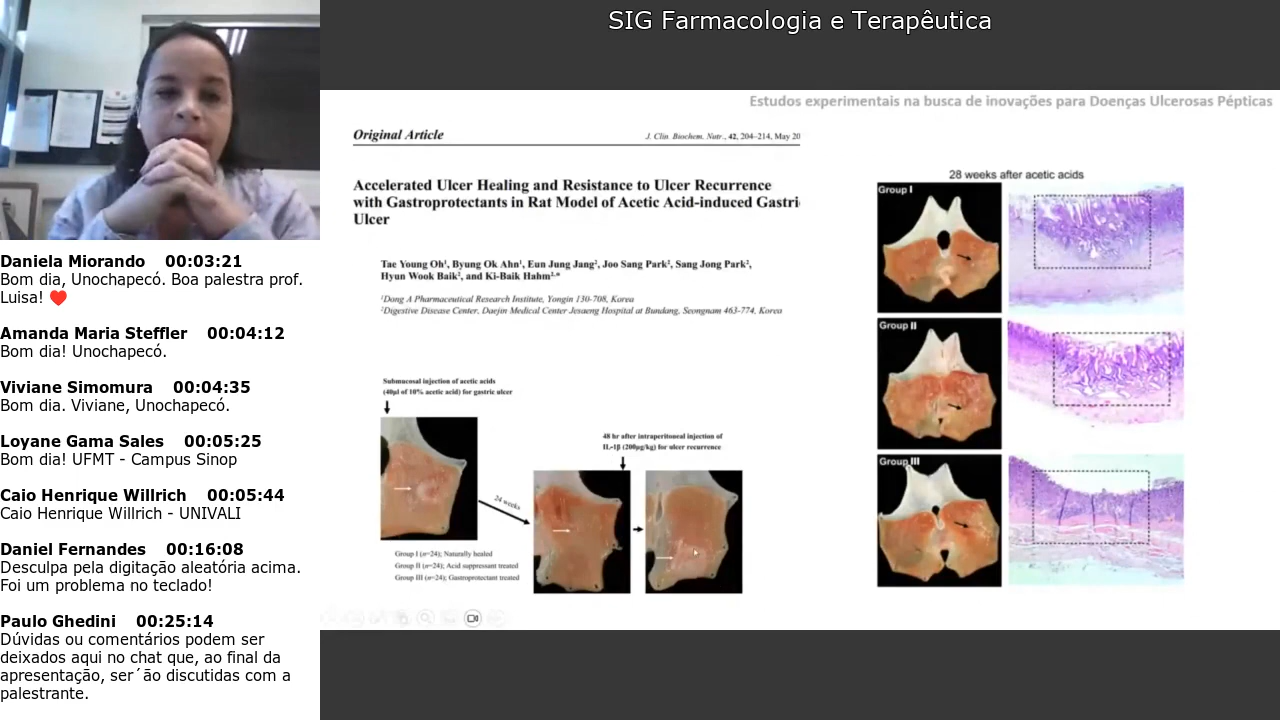 SIG Farmacologia e Terapêutica
Daniela Miorando 00:03:21
Bom dia, Unochapecó. Boa palestra prof.
Luisa! ❤️
Amanda Maria Steffler 00:04:12
Bom dia! Unochapecó.
Viviane Simomura 00:04:35
Bom dia. Viviane, Unochapecó.
Loyane Gama Sales 00:05:25
Bom dia! UFMT - Campus Sinop
Caio Henrique Willrich 00:05:44
Caio Henrique Willrich - UNIVALI
Daniel Fernandes 00:16:08
Desculpa pela digitação aleatória acima.
Foi um problema no teclado!
Paulo Ghedini 00:25:14
Dúvidas ou comentários podem ser
deixados aqui no chat que, ao final da
apresentação, ser´ão discutidas com a
palestrante.
Estudos experimentais na busca de inovações para Doenças Ulcerosas Pépticas
Original Article
J. Clin. Biochem. Nutr., 42, 204–214, May 20
Accelerated Ulcer Healing and Resistance to Ulcer Recurrence
with Gastroprotectants in Rat Model of Acetic Acid-induced Gastri
Ulcer
Tae Young Oh¹, Byung Ok Ahn¹, Eun Jung Jang², Joo Sang Park², Sang Jong Park²,
Hyun Wook Baik², and Ki-Baik Hahm²,*
¹Dong A Pharmaceutical Research Institute, Yongin 130-708, Korea
²Digestive Disease Center, Daejin Medical Center Jesaeng Hospital at Bundang, Seongnam 463-774, Korea
Submucosal injection of acetic acids
(40μl of 10% acetic acid) for gastric ulcer
24 weeks
48 hr after intraperitoneal injection of
IL-1β (200μg/kg) for ulcer recurrence
Group I (n=24); Naturally healed
Group II (n=24); Acid suppressant treated
Group III (n=24); Gastroprotectant treated
28 weeks after acetic acids
Group I
Group II
Group III